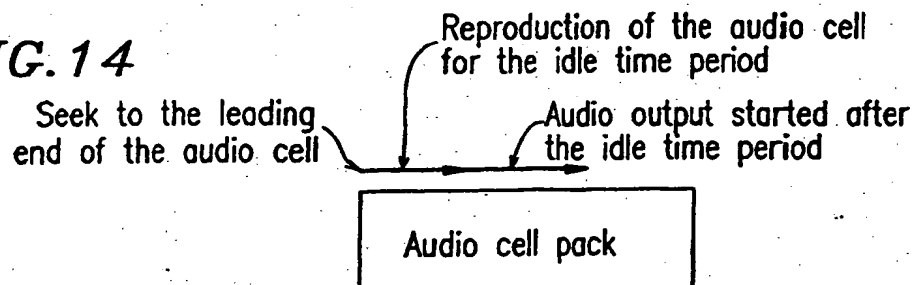 G.14
Reproduction of the audio cell
for the idle time period
Seek to the leading
end of the audio cell
Audio output started after
the idle time period
Audio cell pack